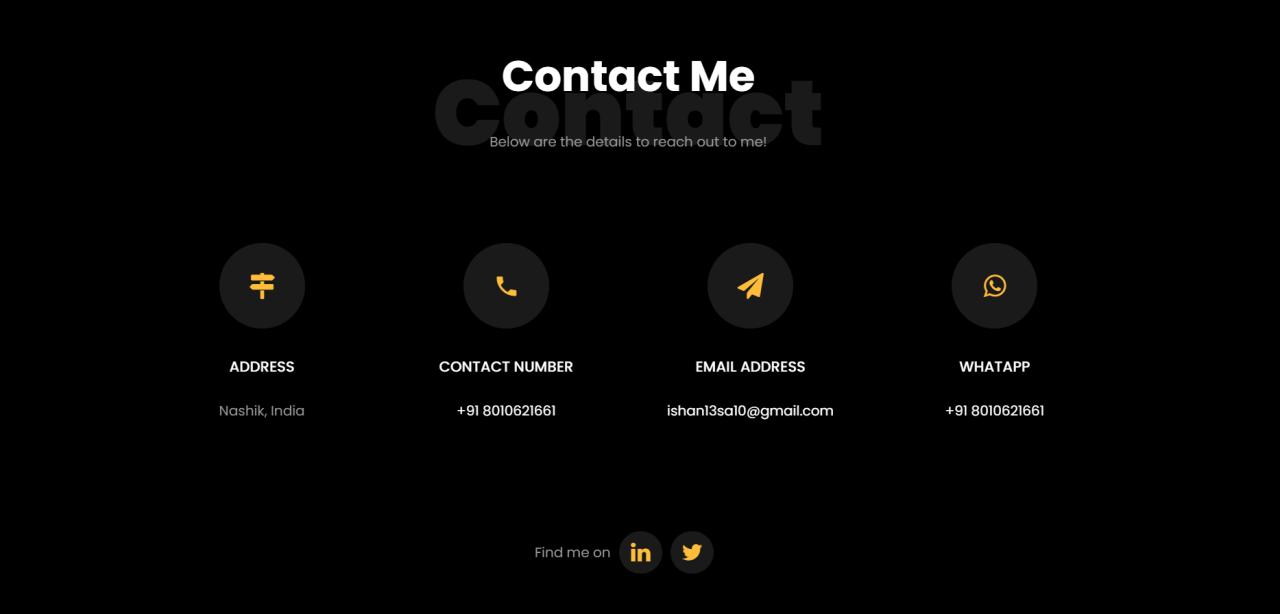 Contact Me
Contact
Below are the details to reach out to me!
ADDRESS
CONTACT NUMBER
EMAIL ADDRESS
WHATAPP
Nashik, India
+91 8010621661
ishan13sa10@gmail.com
+91 8010621661
Find me on
in